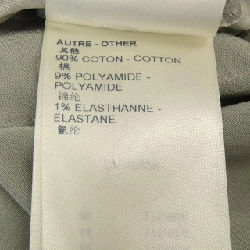 AUTRE - OTHER
其他
90% COTON - COTTON
棉
9% POLYAMIDE -
POLYAMIDE
锦纶
1% ELASTHANNE -
ELASTANE
氨纶